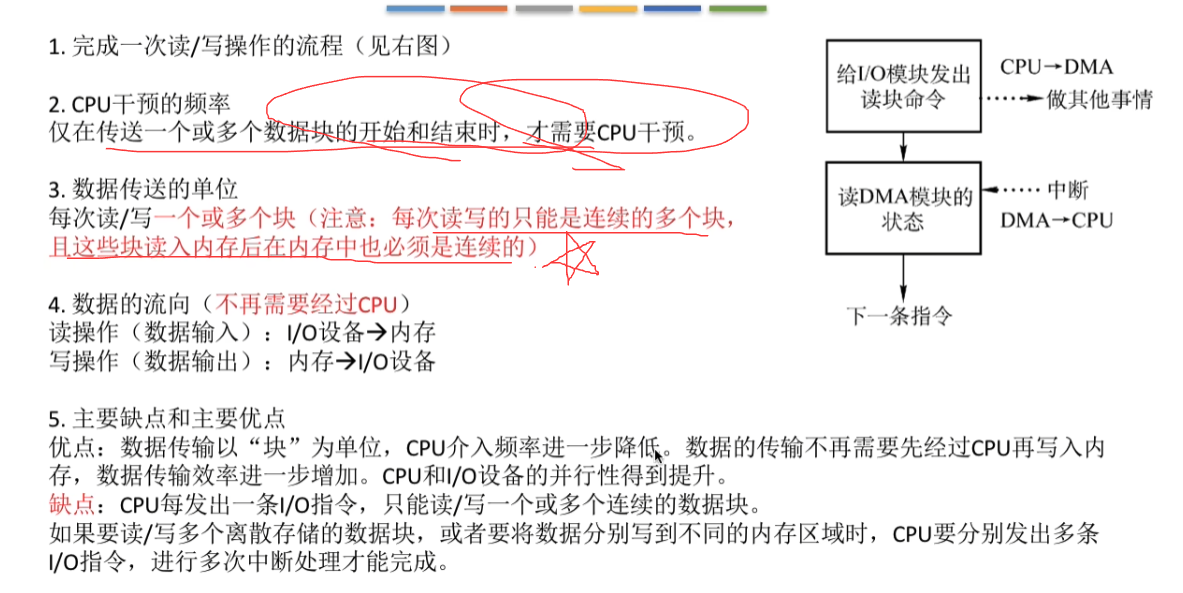 1. 完成一次读/写操作的流程（见右图）
2. CPU干预的频率
仅在传送一个或多个数据块的开始和结束时，才需要CPU干预。
3. 数据传送的单位
每次读/写一个或多个块（注意：每次读写的只能是连续的多个块，
且这些块读入内存后在内存中也必须是连续的）
4. 数据的流向（不再需要经过CPU）
读操作（数据输入）：I/O设备→内存
写操作（数据输出）：内存→I/O设备
5. 主要缺点和主要优点
优点：数据传输以“块”为单位，CPU介入频率进一步降低。数据的传输不再需要先经过CPU再写入内
存，数据传输效率进一步增加。CPU和I/O设备的并行性得到提升。
缺点：CPU每发出一条I/O指令，只能读/写一个或多个连续的数据块。
如果要读/写多个离散存储的数据块，或者要将数据分别写到不同的内存区域时，CPU要分别发出多条
I/O指令，进行多次中断处理才能完成。
给I/O模块发出
读块命令
CPU→DMA
做其他事情
读DMA模块的
状态
中断
DMA→CPU
下一条指令